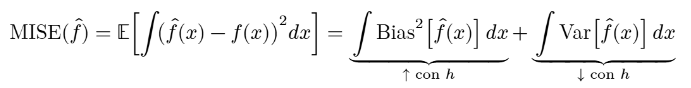 MISE(f̂) = 𝔼[∫(f̂(x) − f(x))² dx] = ∫ Bias²[f̂(x)] dx + ∫ Var[f̂(x)] dx
↑ con h ↓ con h